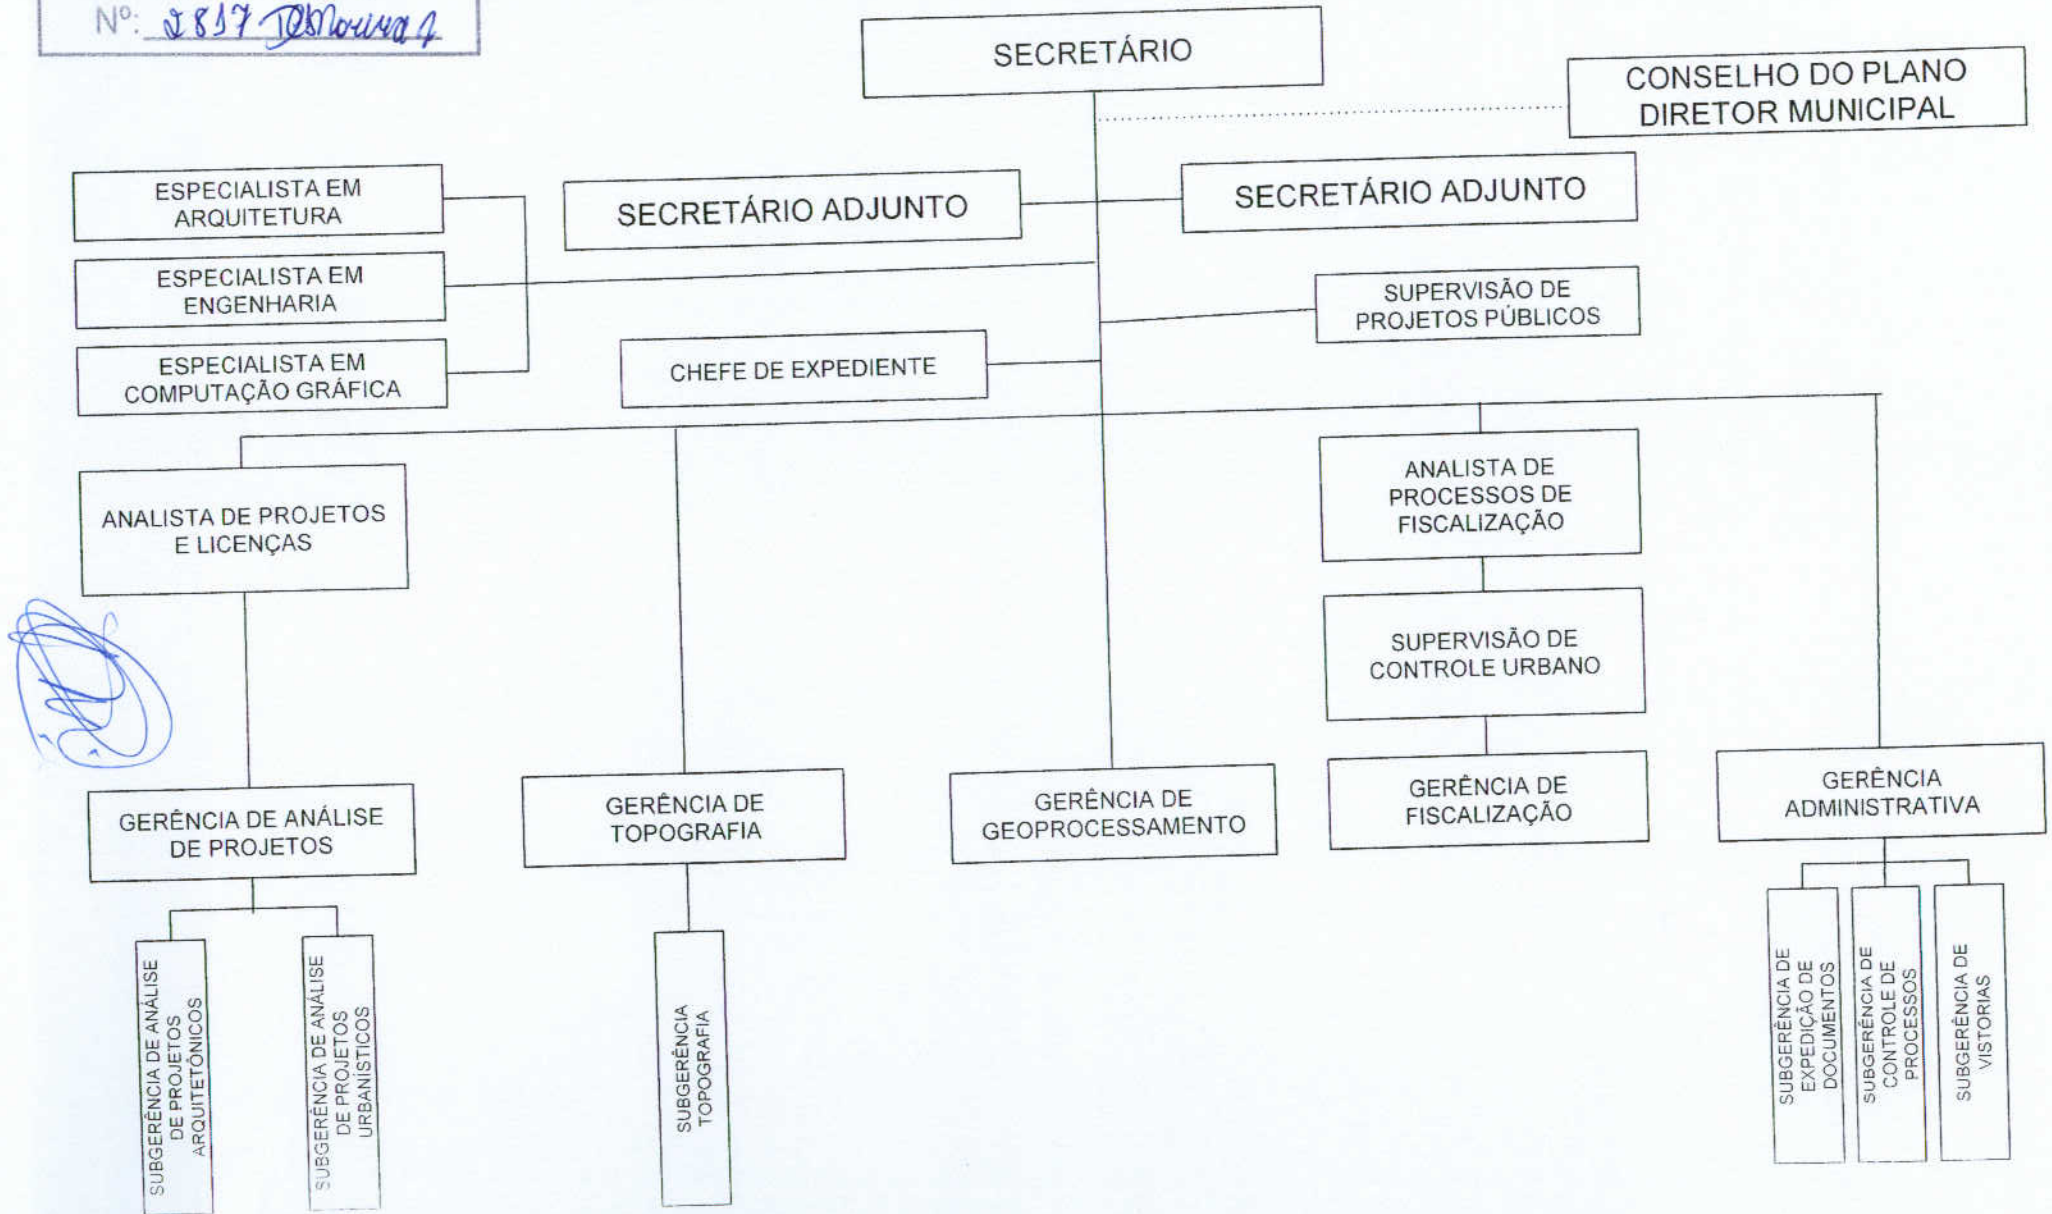 Nº: 2817
SECRETÁRIO
CONSELHO DO PLANO
DIRETOR MUNICIPAL
ESPECIALISTA EM
ARQUITETURA
SECRETÁRIO ADJUNTO
SECRETÁRIO ADJUNTO
ESPECIALISTA EM
ENGENHARIA
SUPERVISÃO DE
PROJETOS PÚBLICOS
ESPECIALISTA EM
COMPUTAÇÃO GRÁFICA
CHEFE DE EXPEDIENTE
ANALISTA DE PROJETOS
E LICENÇAS
ANALISTA DE
PROCESSOS DE
FISCALIZAÇÃO
SUPERVISÃO DE
CONTROLE URBANO
GERÊNCIA DE ANÁLISE
DE PROJETOS
GERÊNCIA DE
TOPOGRAFIA
GERÊNCIA DE
GEOPROCESSAMENTO
GERÊNCIA DE
FISCALIZAÇÃO
GERÊNCIA
ADMINISTRATIVA
SUBGERÊNCIA DE ANÁLISE
DE PROJETOS
ARQUITETÔNICOS
SUBGERÊNCIA DE ANÁLISE
DE PROJETOS
URBANÍSTICOS
SUBGERÊNCIA
TOPOGRAFIA
SUBGERÊNCIA DE
EXPEDIÇÃO DE
DOCUMENTOS
SUBGERÊNCIA DE
CONTROLE DE
PROCESSOS
SUBGERÊNCIA DE
VISTORIAS